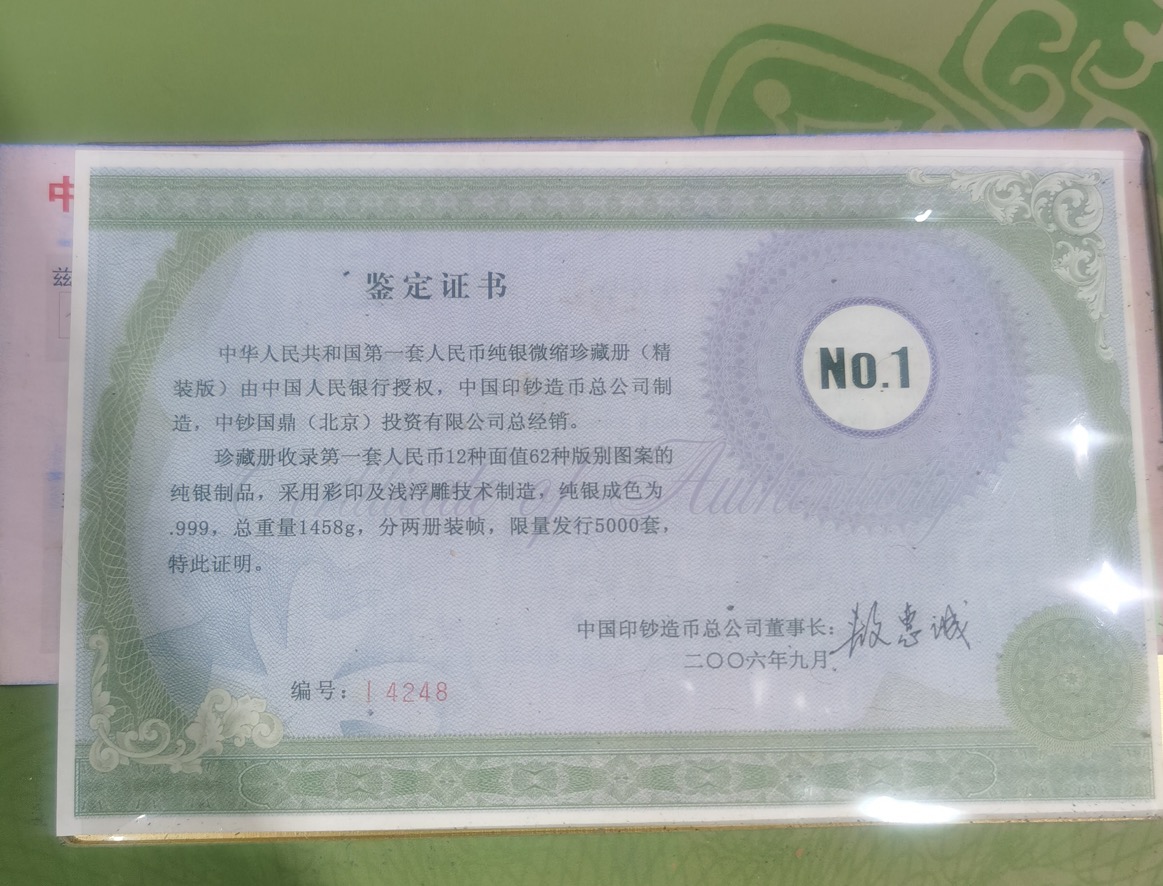 中
兹
鉴定证书
No.1
中华人民共和国第一套人民币纯银微缩珍藏册（精
装版）由中国人民银行授权，中国印钞造币总公司制
造，中钞国鼎（北京）投资有限公司总经销。
珍藏册收录第一套人民币12种面值62种版别图案的
纯银制品，采用彩印及浅浮雕技术制造，纯银成色为
.999，总重量1458g，分两册装帧，限量发行5000套，
特此证明。
Certificate of Authenticity
中国印钞造币总公司董事长：敖惠诚
二〇〇六年九月
编号：I 4248